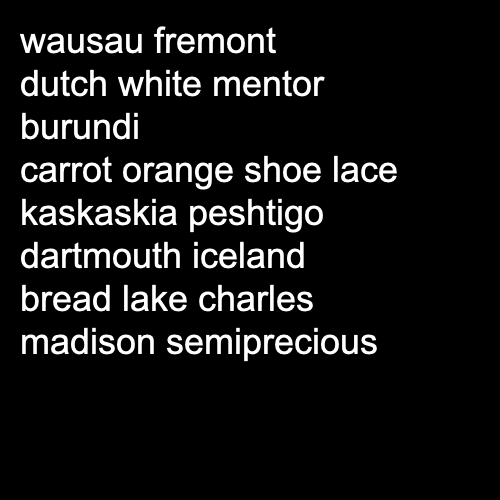 wausau fremont
dutch white mentor
burundi
carrot orange shoe lace
kaskaskia peshtigo
dartmouth iceland
bread lake charles
madison semiprecious